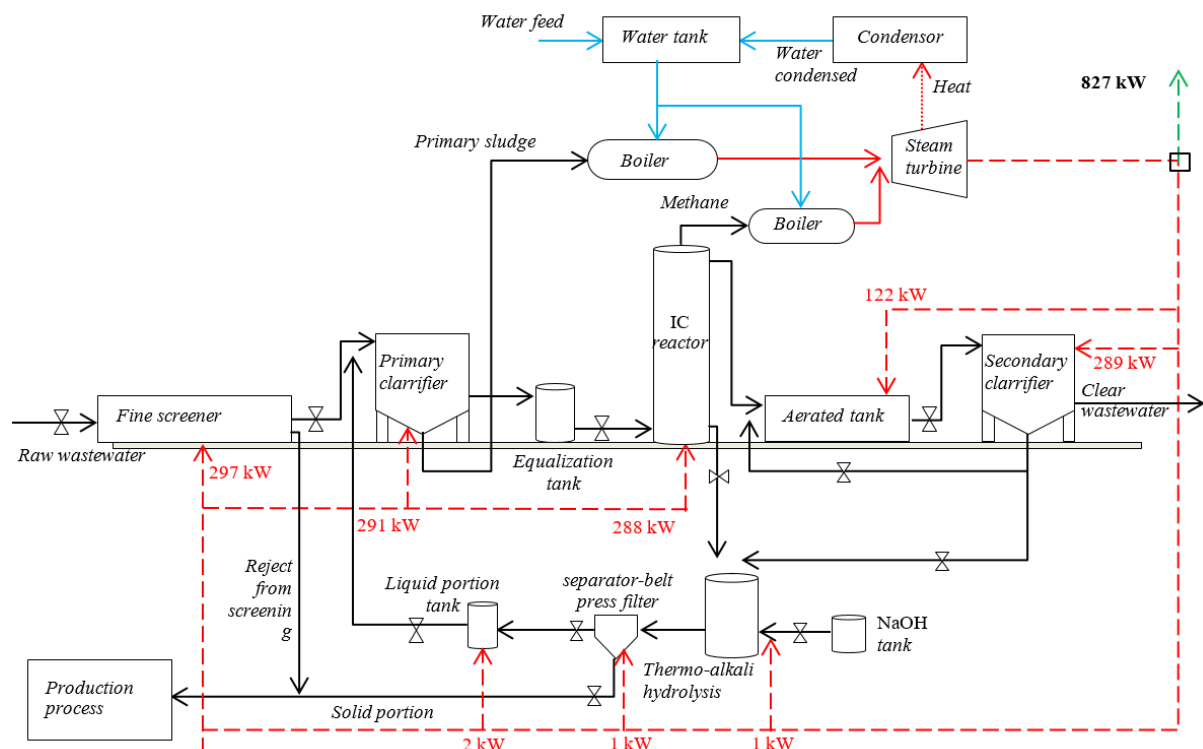 Water feed
Water tank
Condensor
Water
condensed
Heat
827 kW
Primary sludge
Boiler
Steam
turbine
Methane
Boiler
122 kW
IC
reactor
Primary
clarrifier
Secondary
clarrifier
289 kW
Clear
wastewater
Fine screener
Aerated tank
Raw wastewater
297 kW
Equalization
tank
291 kW
288 kW
Reject
from
screenin
g
Liquid portion
tank
separator-belt
press filter
NaOH
tank
Thermo-alkali
hydrolysis
Production
process
Solid portion
2 kW
1 kW
1 kW